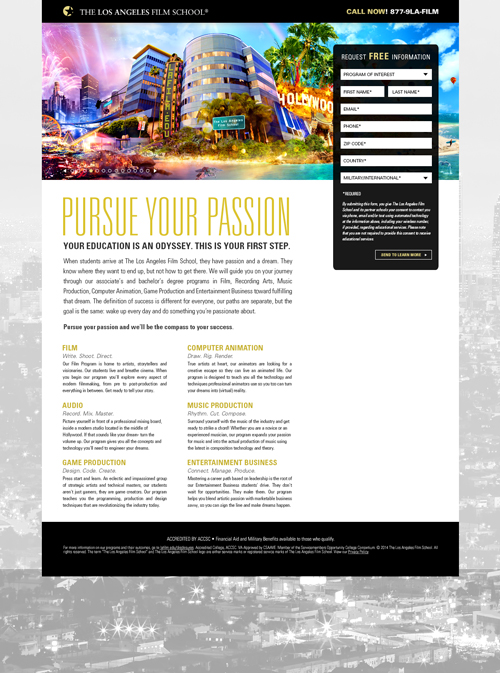 THE LOS ANGELES FILM SCHOOL®
CALL NOW! 877-9LA-FILM
HOLLYWOO
The Los Angeles
Film School
REQUEST FREE INFORMATION
PROGRAM OF INTEREST
FIRST NAME*
LAST NAME*
EMAIL*
PHONE*
ZIP CODE*
COUNTRY*
MILITARY/INTERNATIONAL*
*REQUIRED
By submitting this form, you give The Los Angeles Film
School and its partner schools your consent to contact you
via phone, email and/or text using automated technology
at the information above, including your wireless number,
if provided, regarding educational services. Please note
that you are not required to provide this consent to receive
educational services.
SEND TO LEARN MORE
PURSUE YOUR PASSION
YOUR EDUCATION IS AN ODYSSEY. THIS IS YOUR FIRST STEP.
When students arrive at The Los Angeles Film School, they have passion and a dream. They
know where they want to end up, but not how to get there. We will guide you on your journey
through our associate's and bachelor's degree programs in Film, Recording Arts, Music
Production, Computer Animation, Game Production and Entertainment Business toward fulfilling
that dream. The definition of success is different for everyone, our paths are separate, but the
goal is the same: wake up every day and do something you're passionate about.
Pursue your passion and we'll be the compass to your success.
FILM
Write. Shoot. Direct.
Our Film Program is home to artists, storytellers and
visionaries. Our students live and breathe cinema. When
you begin our program you'll explore every aspect of
modern filmmaking, from pre to post-production and
everything in between. Get ready to tell your story.
COMPUTER ANIMATION
Draw. Rig. Render.
True artists at heart, our animators are looking for a
creative escape so they can live an animated life. Our
program is designed to teach you all the technology and
techniques professional animators use so you too can turn
your dreams into (virtual) reality.
AUDIO
Record. Mix. Master.
Picture yourself in front of a professional mixing board,
inside a modern studio located in the middle of
Hollywood. If that sounds like your dream- turn the
volume up. Our program gives you all the concepts and
technology you'll need to engineer your dreams.
MUSIC PRODUCTION
Rhythm. Cut. Compose.
Surround yourself with the music of the industry and get
ready to strike a chord! Whether you are a novice or an
experienced musician, our program expands your passion
for music and into the actual production of music using
the latest in composition technology and theory.
GAME PRODUCTION
Design. Code. Create.
Press start and learn. An eclectic and impassioned group
of strategic artists and technical masters, our students
aren't just gamers, they are game creators. Our program
teaches you the programming, production and design
techniques that are revolutionizing the industry today.
ENTERTAINMENT BUSINESS
Connect. Manage. Produce.
Mastering a career path based on leadership is the root of
our Entertainment Business students' drive. They don't
wait for opportunities. They make them. Our program
helps you blend artistic passion with marketable business
savvy, so you can sign the line and make dreams happen.
ACCREDITED BY ACCSC • Financial Aid and Military Benefits available to those who qualify.
For more information on our programs and their outcomes, go to lafilm.edu/disclosures. Accredited College, ACCSC. VA-Approved by CSAAVE. Member of the Servicemembers Opportunity College Consortium. © 2014 The Los Angeles Film School. All
rights reserved. The term "The Los Angeles Film School" and The Los Angeles Film School logo are either service marks or registered service marks of The Los Angeles Film School. View our Privacy Policy